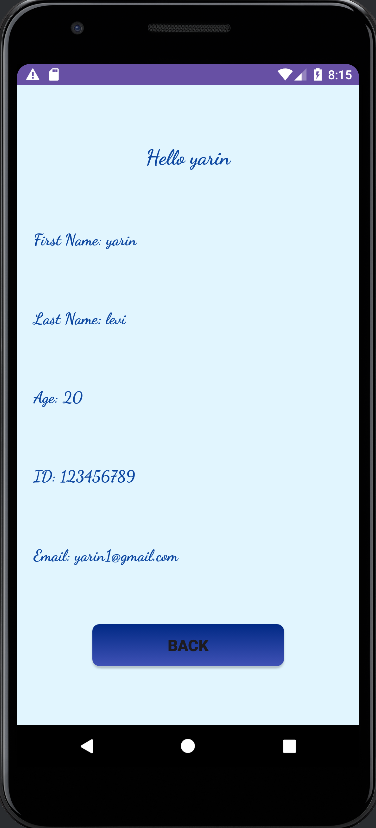 8:15
Hello yarin
First Name: yarin
Last Name: levi
Age: 20
ID: 123456789
Email: yarin1@gmail.com
BACK